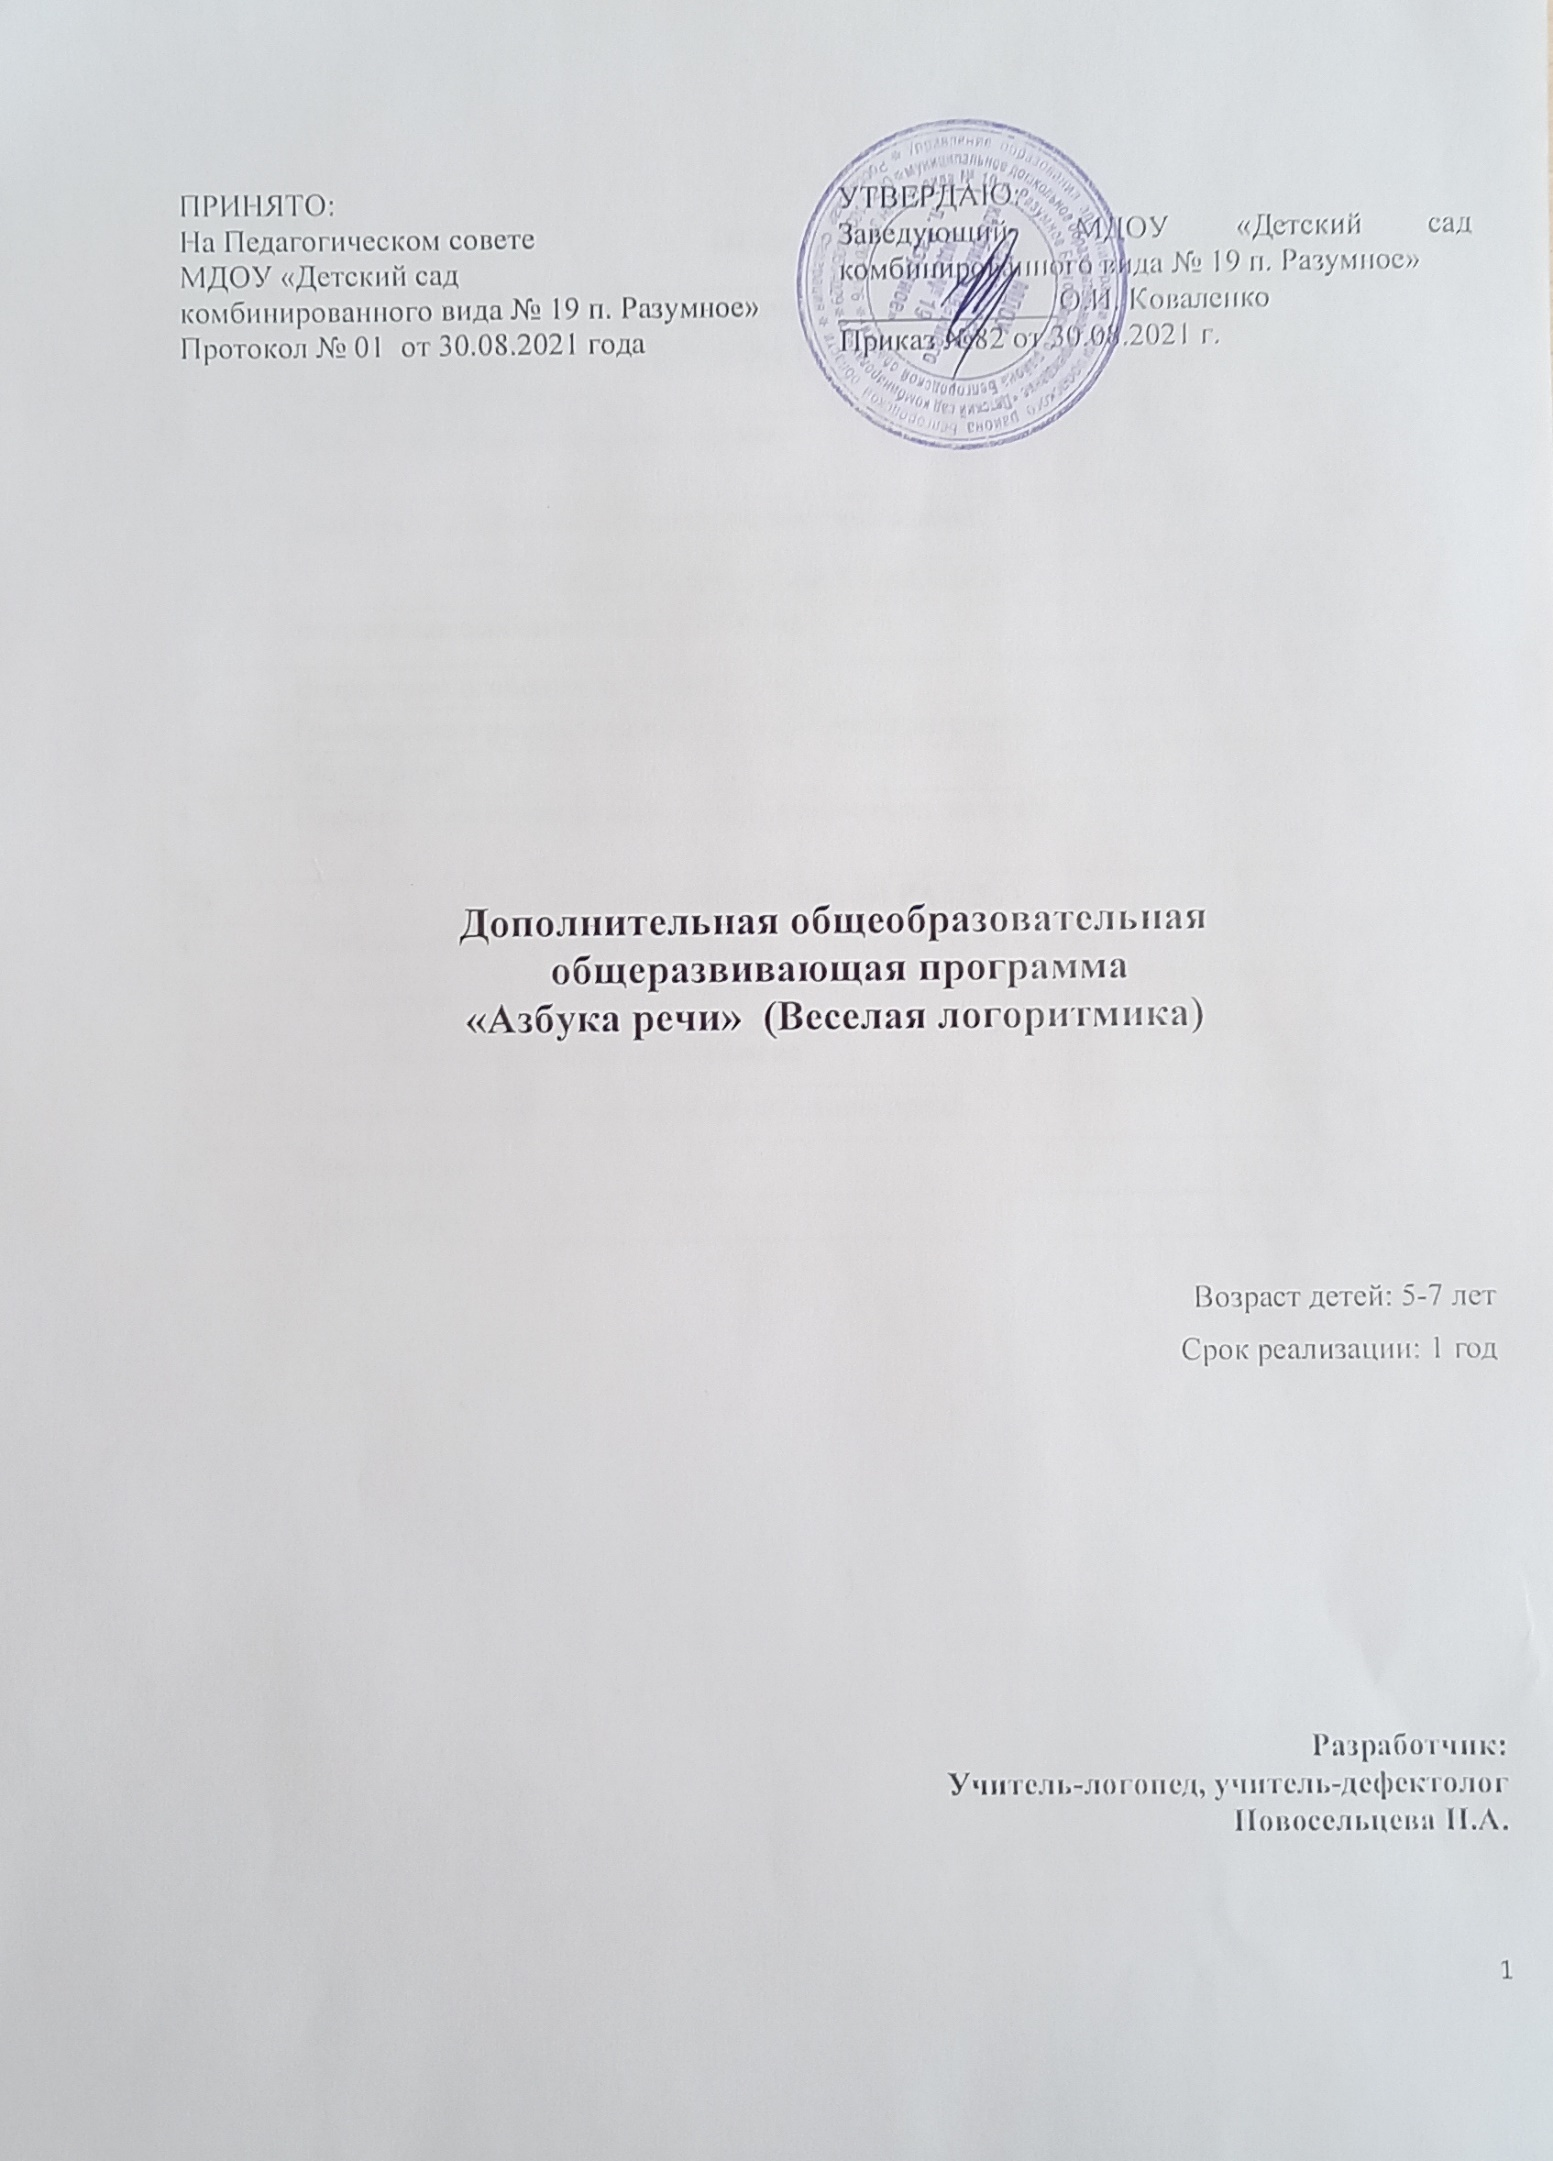 ПРИНЯТО:
На Педагогическом совете
МДОУ «Детский сад
комбинированного вида № 19 п. Разумное»
Протокол № 01 от 30.08.2021 года
УТВЕРДАЮ:
Заведующий МДОУ «Детский сад
комбинированного вида № 19 п. Разумное»
О.И. Коваленко
Приказ №82 от 30.08.2021 г.
Дополнительная общеобразовательная
общеразвивающая программа
«Азбука речи» (Веселая логоритмика)
Возраст детей: 5-7 лет
Срок реализации: 1 год
Разработчик:
Учитель-логопед, учитель-дефектолог
Новосельцева Н.А.
1